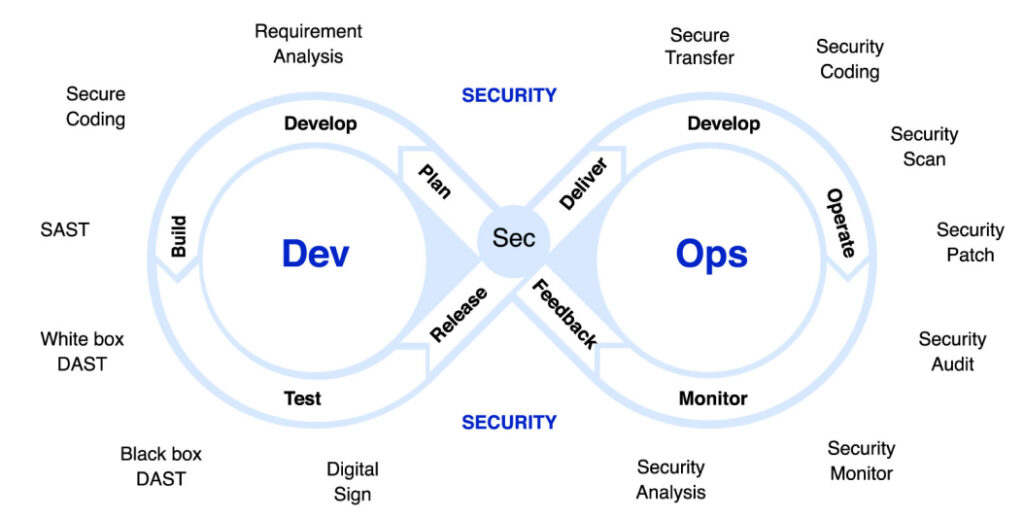 Requirement
Analysis
Secure
Transfer
Security
Coding
Secure
Coding
SECURITY
Develop
Develop
Security
Scan
Plan
Deliver
Build
Operate
SAST
Dev
Sec
Ops
Security
Patch
Release
Feedback
White box
DAST
Security
Audit
Test
Monitor
SECURITY
Black box
DAST
Digital
Sign
Security
Analysis
Security
Monitor